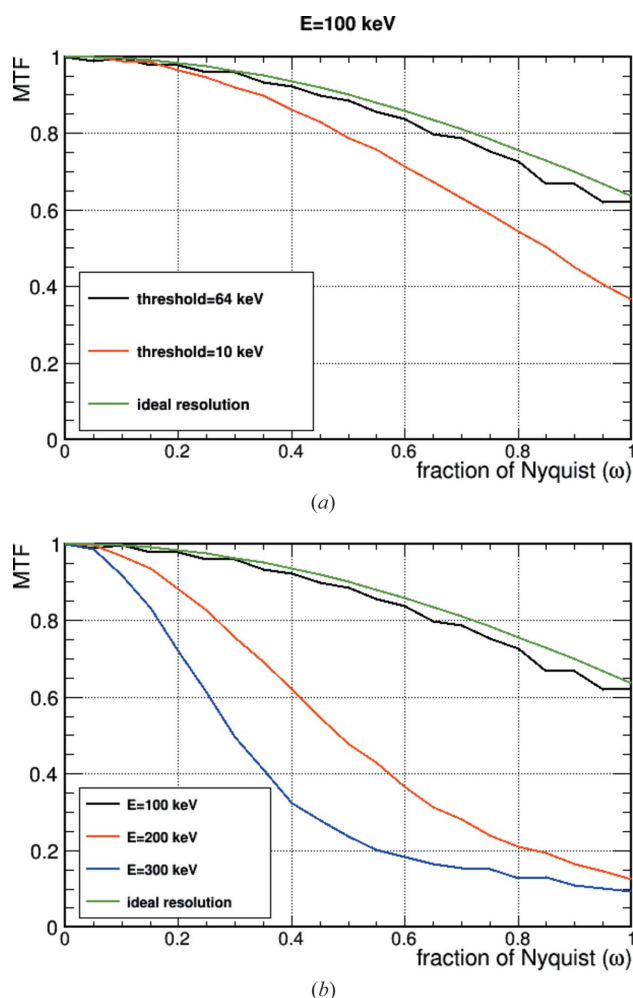 E=100 keV
MTF
1
0.8
0.6
0.4
0.2
0
threshold=64 keV
threshold=10 keV
ideal resolution
0 0.2 0.4 0.6 0.8 1
fraction of Nyquist (ω)
(a)
MTF
1
0.8
0.6
0.4
0.2
0
E=100 keV
E=200 keV
E=300 keV
ideal resolution
0 0.2 0.4 0.6 0.8 1
fraction of Nyquist (ω)
(b)